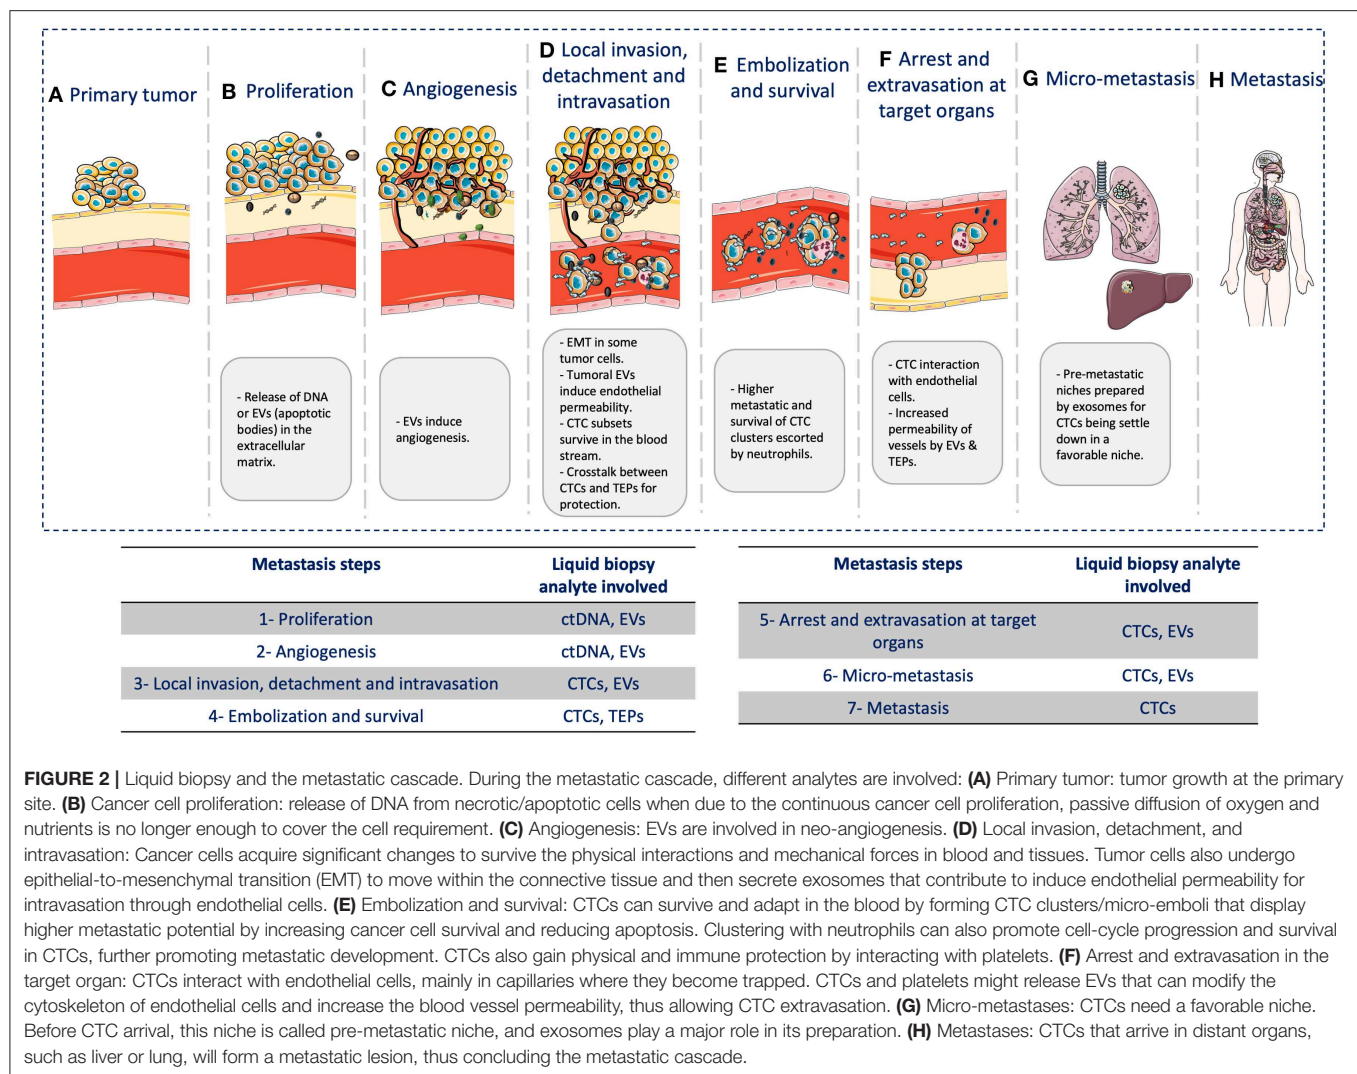 A Primary tumor
B Proliferation
C Angiogenesis
D Local invasion,
detachment and
intravasation
E Embolization
and survival
F Arrest and
extravasation at
target organs
G Micro-metastasis
H Metastasis
- Release of DNA
or EVs (apoptotic
bodies) in the
extracellular
matrix.
- EVs induce
angiogenesis.
- EMT in some
tumor cells.
- Tumoral EVs
induce endothelial
permeability.
- CTC subsets
survive in the blood
stream.
- Crosstalk between
CTCs and TEPs for
protection.
- Higher
metastatic and
survival of CTC
clusters escorted
by neutrophils.
- CTC interaction
with endothelial
cells.
- Increased
permeability of
vessels by EVs &
TEPs.
- Pre-metastatic
niches prepared
by exosomes for
CTCs being settle
down in a
favorable niche.
Metastasis steps
Liquid biopsy
analyte involved
1- Proliferation
ctDNA, EVs
2- Angiogenesis
ctDNA, EVs
3- Local invasion, detachment and intravasation
CTCs, EVs
4- Embolization and survival
CTCs, TEPs
Metastasis steps
Liquid biopsy analyte
involved
5- Arrest and extravasation at target
organs
CTCs, EVs
6- Micro-metastasis
CTCs, EVs
7- Metastasis
CTCs
FIGURE 2 | Liquid biopsy and the metastatic cascade. During the metastatic cascade, different analytes are involved: (A) Primary tumor: tumor growth at the primary
site. (B) Cancer cell proliferation: release of DNA from necrotic/apoptotic cells when due to the continuous cancer cell proliferation, passive diffusion of oxygen and
nutrients is no longer enough to cover the cell requirement. (C) Angiogenesis: EVs are involved in neo-angiogenesis. (D) Local invasion, detachment, and
intravasation: Cancer cells acquire significant changes to survive the physical interactions and mechanical forces in blood and tissues. Tumor cells also undergo
epithelial-to-mesenchymal transition (EMT) to move within the connective tissue and then secrete exosomes that contribute to induce endothelial permeability for
intravasation through endothelial cells. (E) Embolization and survival: CTCs can survive and adapt in the blood by forming CTC clusters/micro-emboli that display
higher metastatic potential by increasing cancer cell survival and reducing apoptosis. Clustering with neutrophils can also promote cell-cycle progression and survival
in CTCs, further promoting metastatic development. CTCs also gain physical and immune protection by interacting with platelets. (F) Arrest and extravasation in the
target organ: CTCs interact with endothelial cells, mainly in capillaries where they become trapped. CTCs and platelets might release EVs that can modify the
cytoskeleton of endothelial cells and increase the blood vessel permeability, thus allowing CTC extravasation. (G) Micro-metastases: CTCs need a favorable niche.
Before CTC arrival, this niche is called pre-metastatic niche, and exosomes play a major role in its preparation. (H) Metastases: CTCs that arrive in distant organs,
such as liver or lung, will form a metastatic lesion, thus concluding the metastatic cascade.